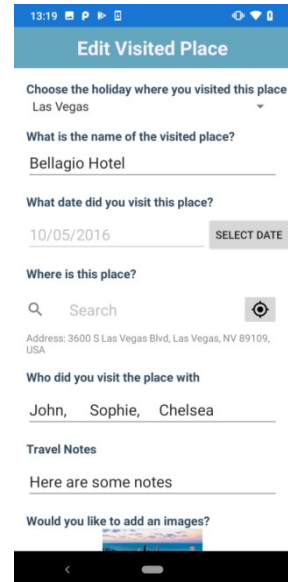 13:19
Edit Visited Place
Choose the holiday where you visited this place
Las Vegas
What is the name of the visited place?
Bellagio Hotel
What date did you visit this place?
10/05/2016 SELECT DATE
Where is this place?
Search
Address: 3600 S Las Vegas Blvd, Las Vegas, NV 89109,
USA
Who did you visit the place with
John, Sophie, Chelsea
Travel Notes
Here are some notes
Would you like to add an images?